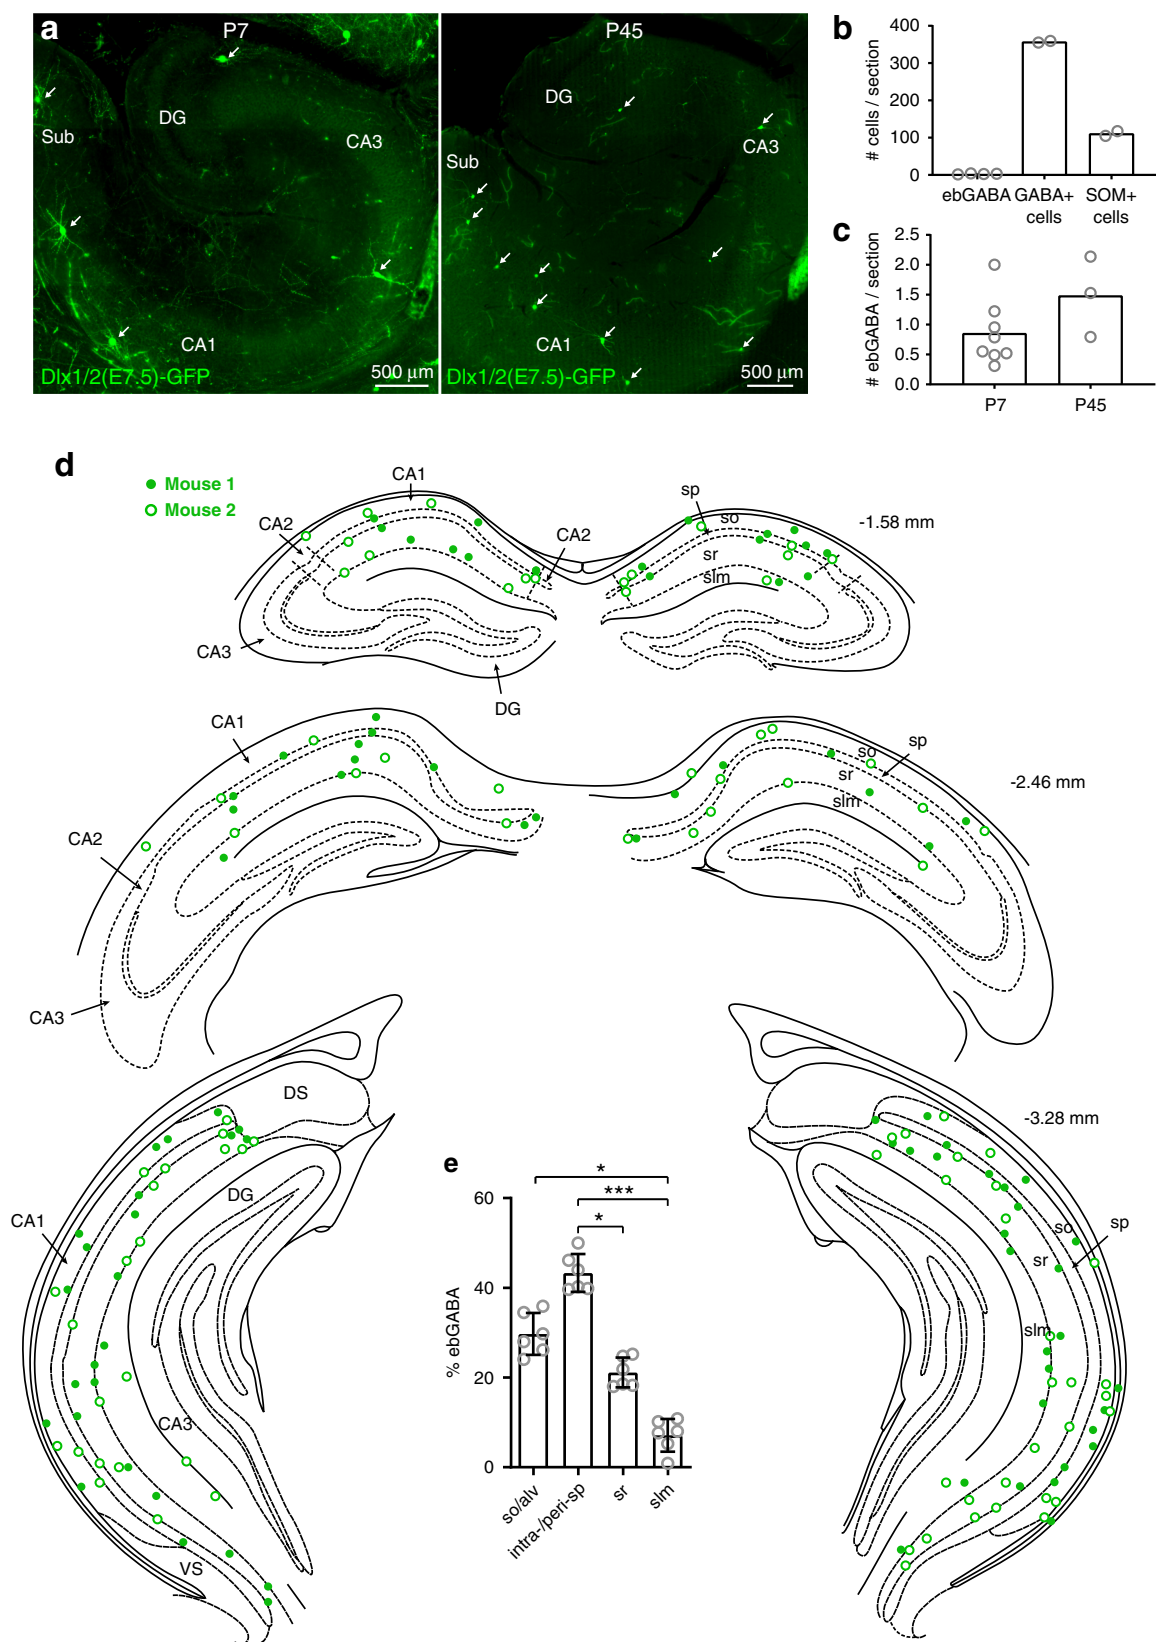 a
P7
DG
CA3
Sub
CA1
Dlx1/2(E7.5)-GFP
500 µm
P45
DG
CA3
Sub
CA1
Dlx1/2(E7.5)-GFP
500 µm
b
# cells / section
400
300
200
100
0
ebGABA
GABA+ cells
SOM+ cells
c
# ebGABA / section
2.5
2.0
1.5
1.0
0.5
0.0
P7
P45
d
Mouse 1
Mouse 2
CA1
CA2
CA2
CA3
DG
sp
so
sr
slm
-1.58 mm
CA1
CA2
CA3
so
sp
sr
slm
-2.46 mm
DS
DG
CA1
CA3
VS
-3.28 mm
so
sp
sr
slm
e
% ebGABA
60
40
20
0
*
***
*
so/alv
intra-/peri-sp
sr
slm